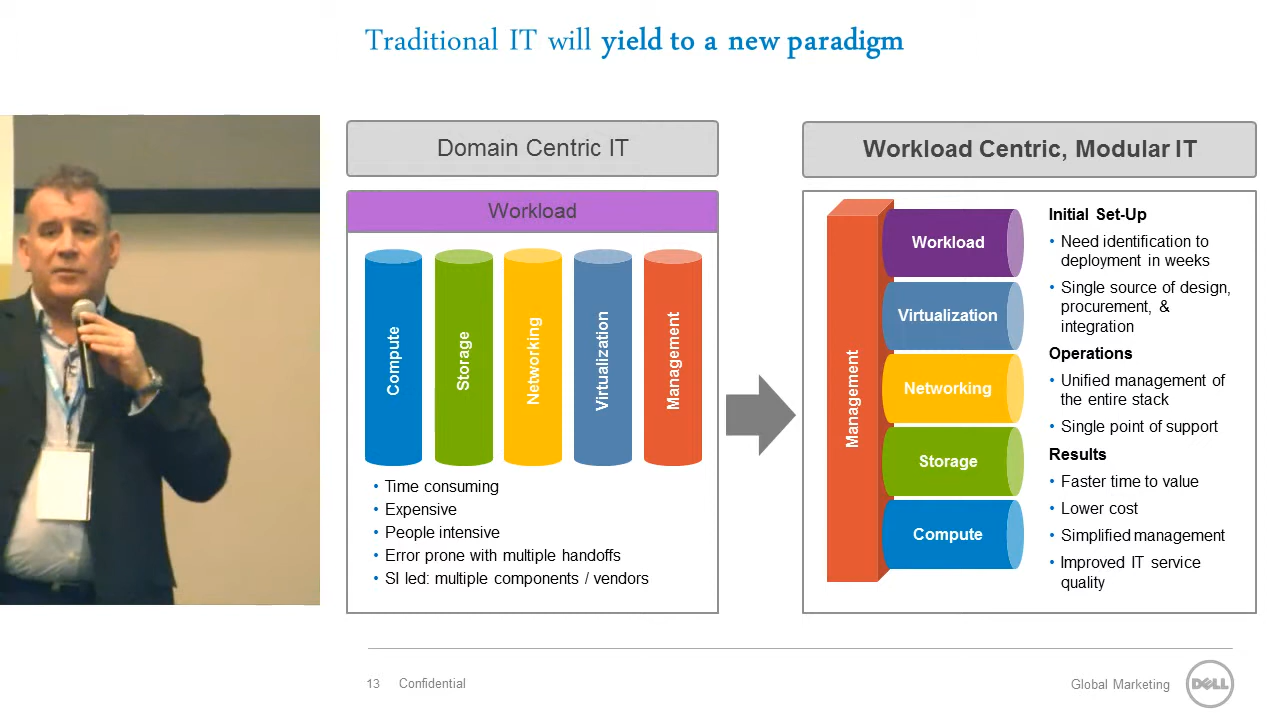 Traditional IT will yield to a new paradigm
Domain Centric IT
Workload
Compute
Storage
Networking
Virtualization
Management
• Time consuming
• Expensive
• People intensive
• Error prone with multiple handoffs
• SI led: multiple components / vendors
Workload Centric, Modular IT
Management
Workload
Virtualization
Networking
Storage
Compute
Initial Set-Up
• Need identification to
deployment in weeks
• Single source of design,
procurement, &
integration
Operations
• Unified management of
the entire stack
• Single point of support
Results
• Faster time to value
• Lower cost
• Simplified management
• Improved IT service
quality
13 Confidential
Global Marketing
DELL